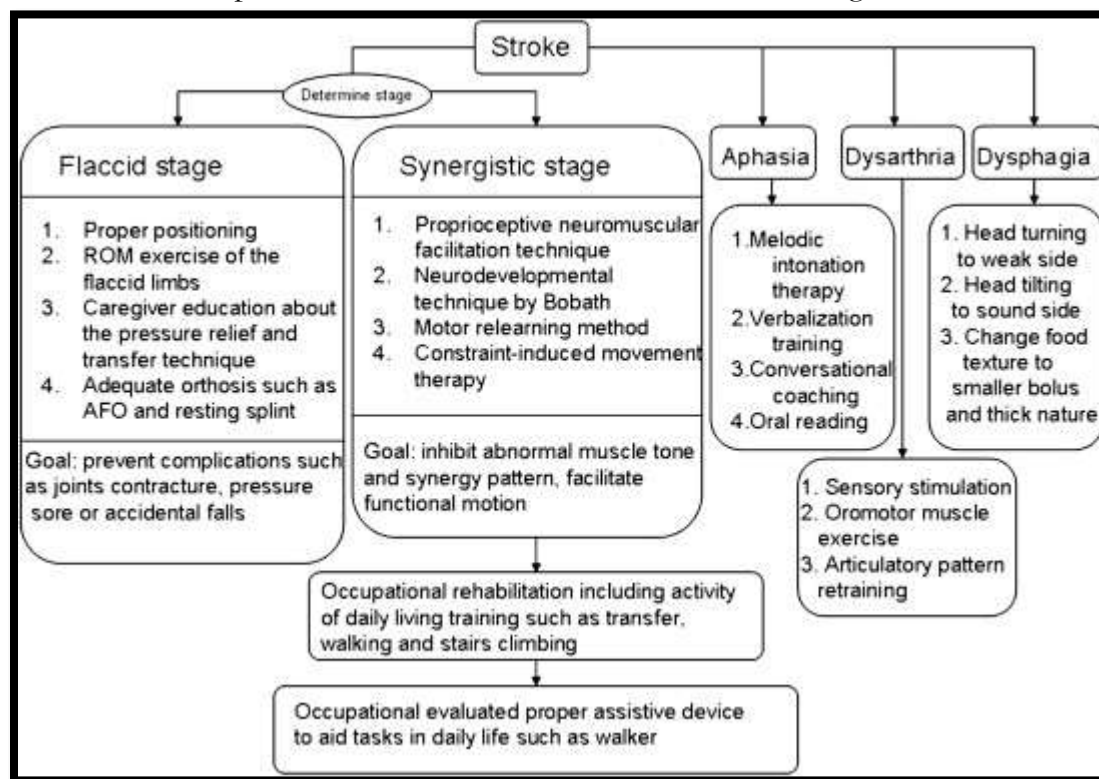 Stroke
Determine stage
Flaccid stage
1. Proper positioning
2. ROM exercise of the
flaccid limbs
3. Caregiver education about
the pressure relief and
transfer technique
4. Adequate orthosis such as
AFO and resting splint
Goal: prevent complications such
as joints contracture, pressure
sore or accidental falls
Synergistic stage
1. Proprioceptive neuromuscular
facilitation technique
2. Neurodevelopmental
technique by Bobath
3. Motor relearning method
4. Constraint-induced movement
therapy
Goal: inhibit abnormal muscle tone
and synergy pattern, facilitate
functional motion
Occupational rehabilitation including activity
of daily living training such as transfer,
walking and stairs climbing
Occupational evaluated proper assistive device
to aid tasks in daily life such as walker
Aphasia
1.Melodic
intonation
therapy
2.Verbalization
training
3.Conversational
coaching
4.Oral reading
Dysarthria
1. Sensory stimulation
2. Oromotor muscle
exercise
3. Articulatory pattern
retraining
Dysphagia
1. Head turning
to weak side
2. Head tilting
to sound side
3. Change food
texture to
smaller bolus
and thick nature